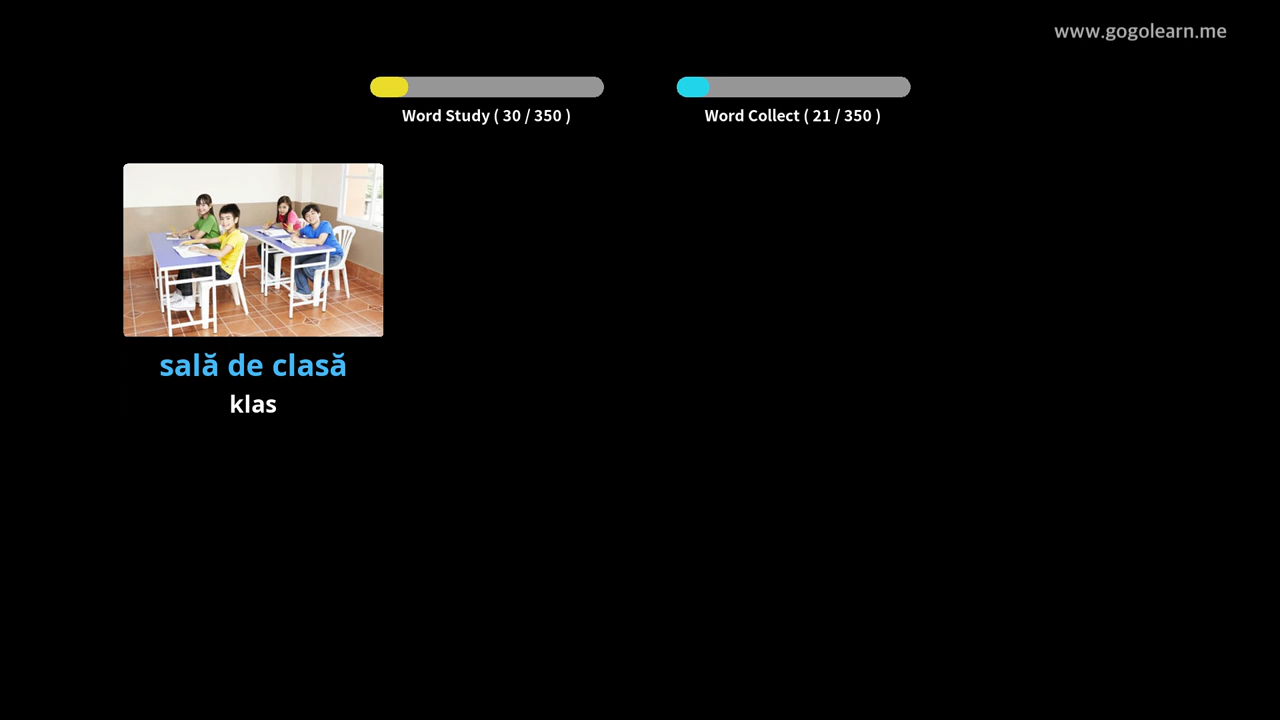 www.gogolearn.me
Word Study ( 30 / 350 )
Word Collect ( 21 / 350 )
sală de clasă
klas